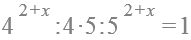 4^{2+x} : 4 · 5 : 5^{2+x} = 1